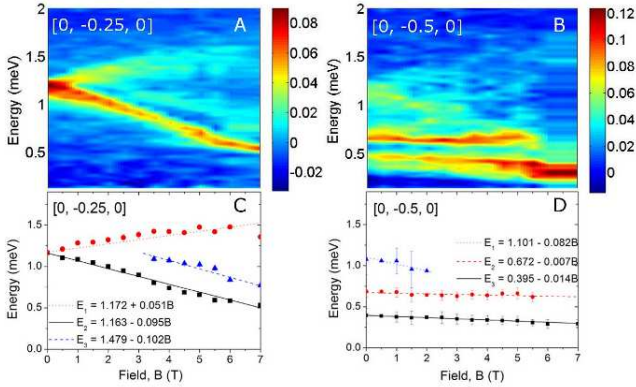 [0, -0.25, 0] A
2
1.5
1
0.5
Energy (meV)
0.08
0.06
0.04
0.02
0
-0.02
[0, -0.5, 0] B
2
1.5
1
0.5
Energy (meV)
0.12
0.1
0.08
0.06
0.04
0.02
0
[0, -0.25, 0] C
1.5
1.0
0.5
0.0
Energy (meV)
E1 = 1.172 + 0.051B
E2 = 1.163 - 0.095B
E3 = 1.479 - 0.102B
0 1 2 3 4 5 6 7
Field, B (T)
[0, -0.5, 0] D
1.5
1.0
0.5
0.0
Energy (meV)
E1 = 1.101 - 0.082B
E2 = 0.672 - 0.007B
E3 = 0.395 - 0.014B
0 1 2 3 4 5 6 7
Field, B (T)